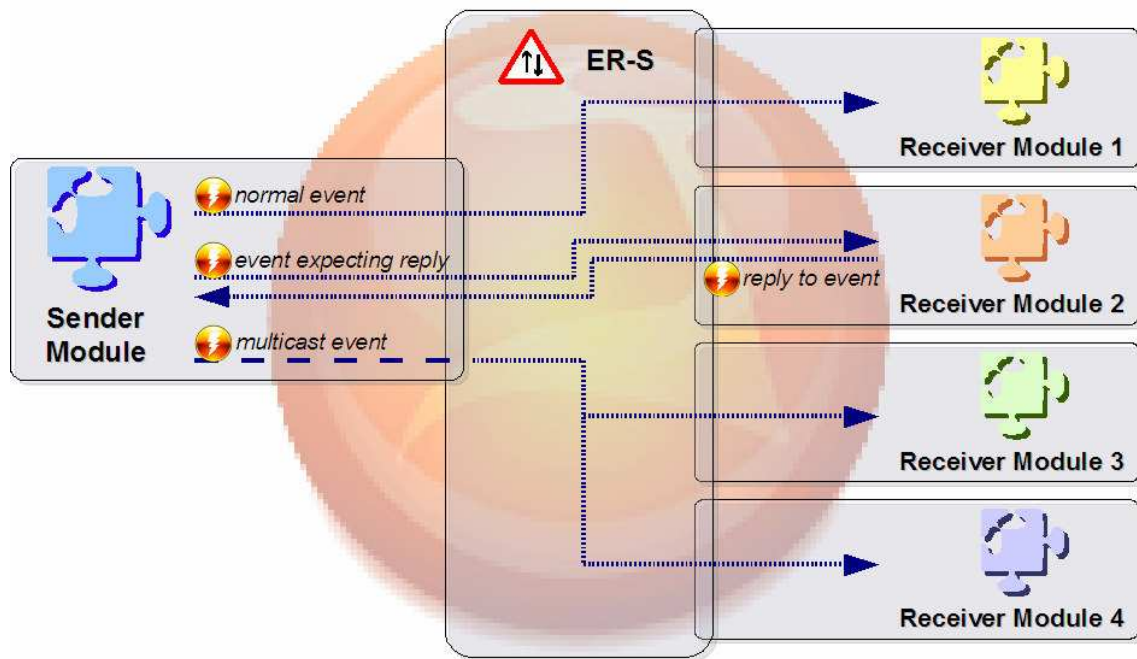 ER-S
Receiver Module 1
normal event
event expecting reply
reply to event
Sender
Module
Receiver Module 2
multicast event
Receiver Module 3
Receiver Module 4